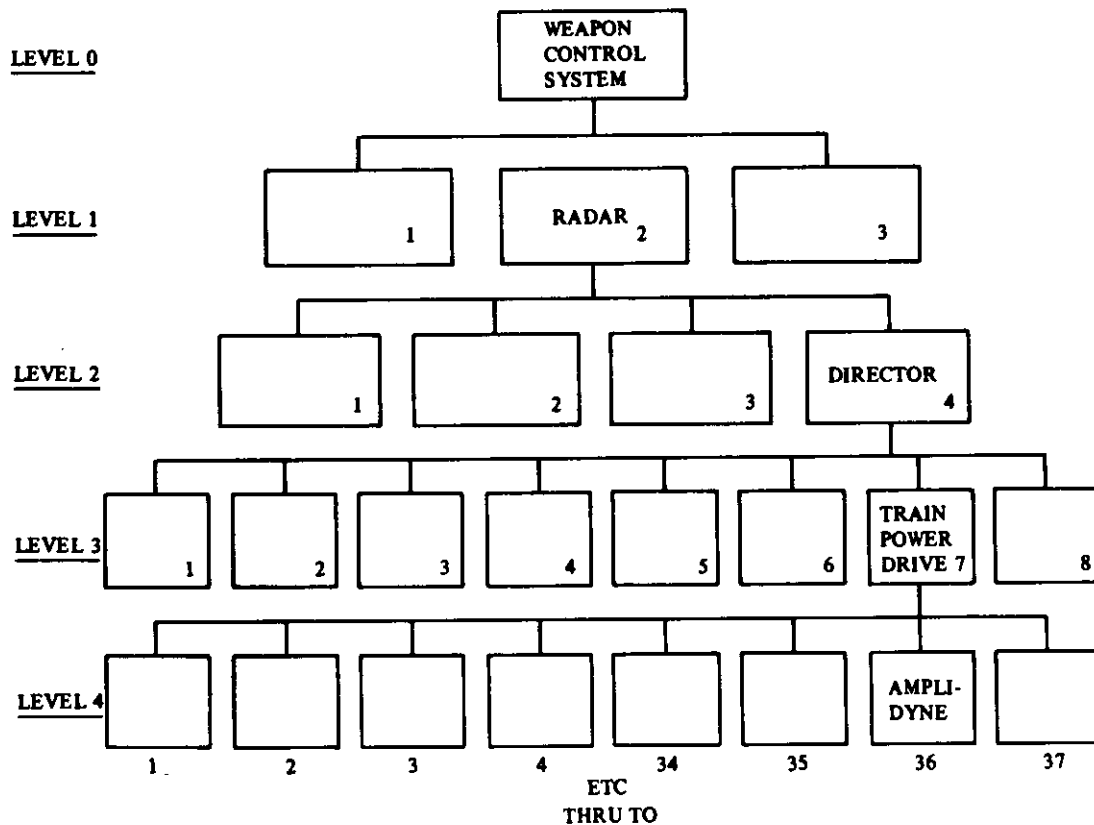 LEVEL 0
WEAPON
CONTROL
SYSTEM
LEVEL 1
1
RADAR
2
3
LEVEL 2
1
2
3
DIRECTOR
4
LEVEL 3
1
2
3
4
5
6
TRAIN
POWER
DRIVE 7
8
LEVEL 4
AMPLI-
DYNE
1
2
3
4
34
35
36
37
ETC
THRU TO